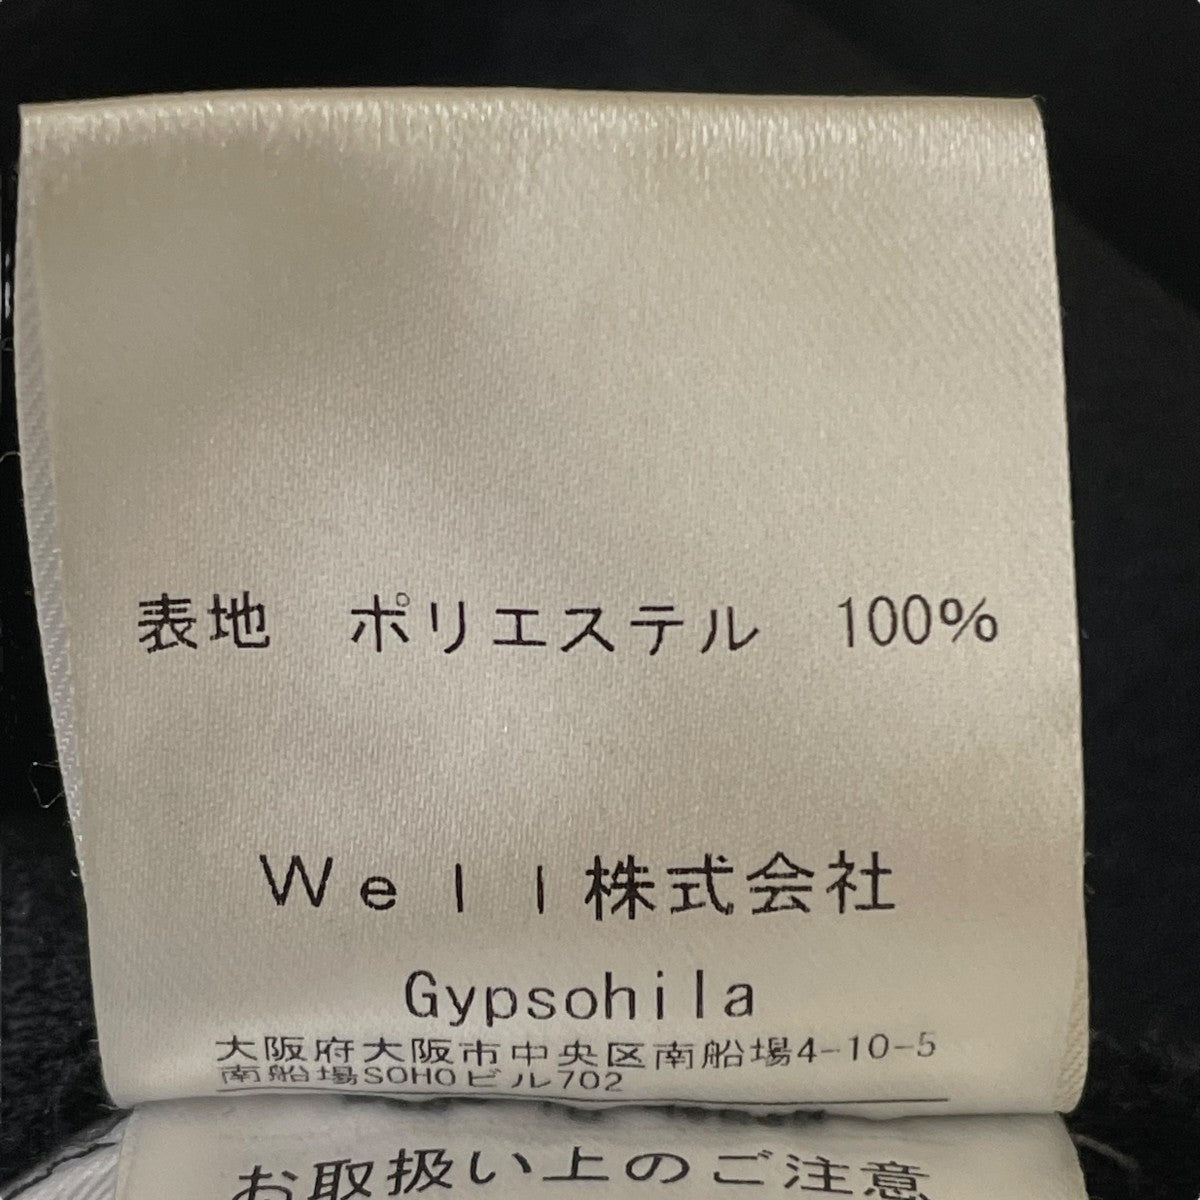 表地　ポリエステル　100%
Ｗｅｌｌ株式会社
Gypsohila
大阪府大阪市中央区南船場4-10-5
南船場SOHOビル702
お取扱い上のご注意